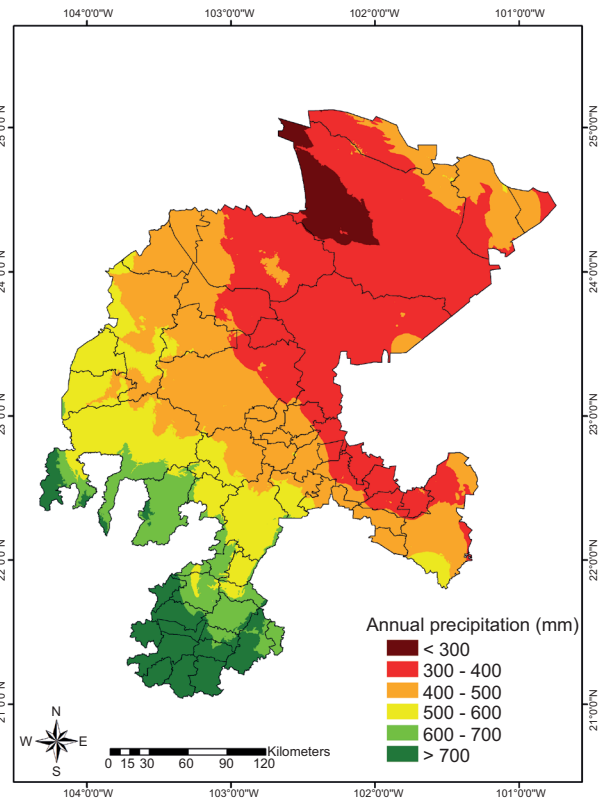 104°0'0"W 103°0'0"W 102°0'0"W 101°0'0"W
25°0'0"N 25°0'0"N
24°0'0"N 24°0'0"N
23°0'0"N 23°0'0"N
22°0'0"N 22°0'0"N
21°0'0"N 21°0'0"N
Annual precipitation (mm)
< 300
300 - 400
400 - 500
500 - 600
600 - 700
> 700
N
W E
S
Kilometers
0 15 30 60 90 120
104°0'0"W 103°0'0"W 102°0'0"W 101°0'0"W